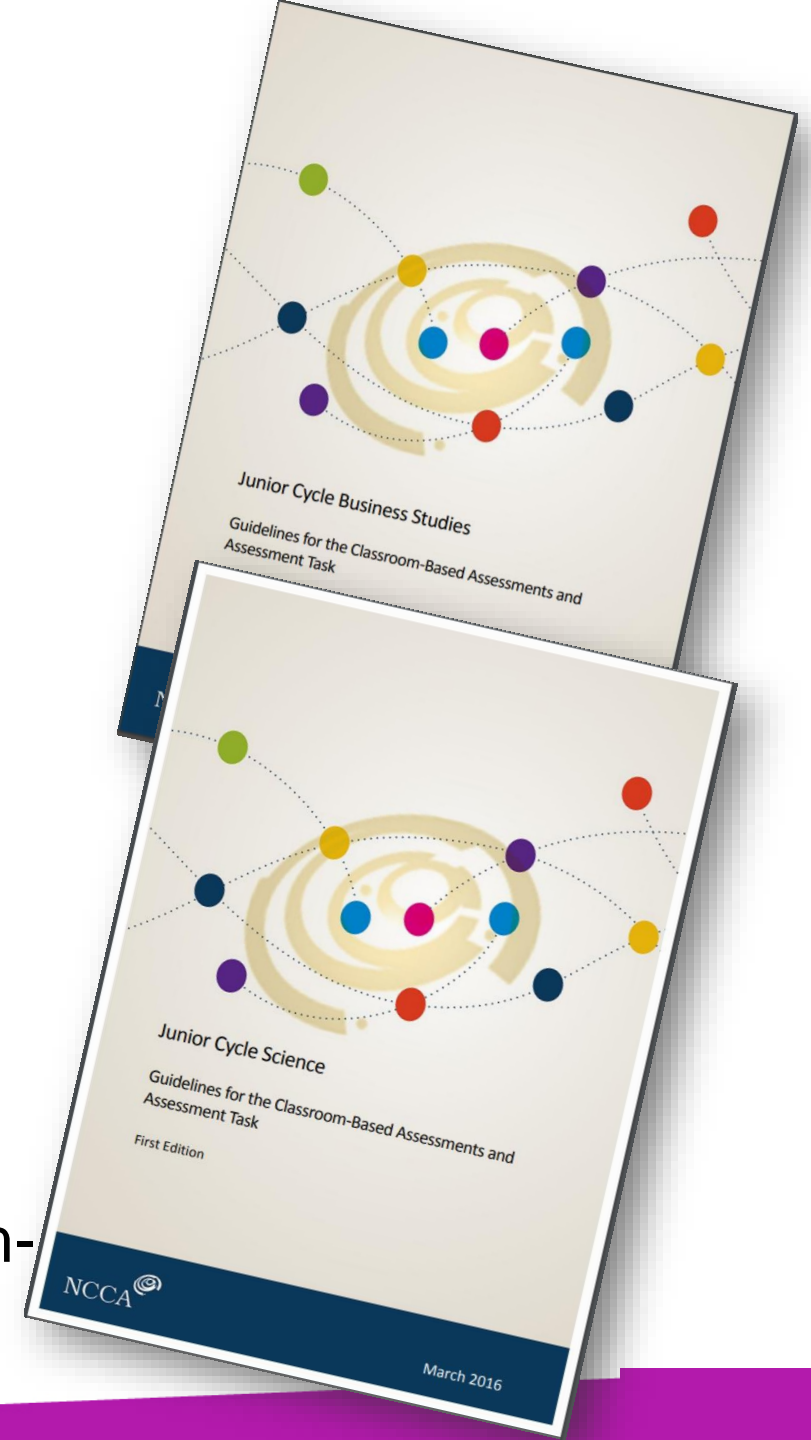 Junior Cycle Business Studies
Guidelines for the Classroom-Based Assessments and
Assessment Task
N
Junior Cycle Science
Guidelines for the Classroom-Based Assessments and
Assessment Task
First Edition
n-
NCCA
March 2016